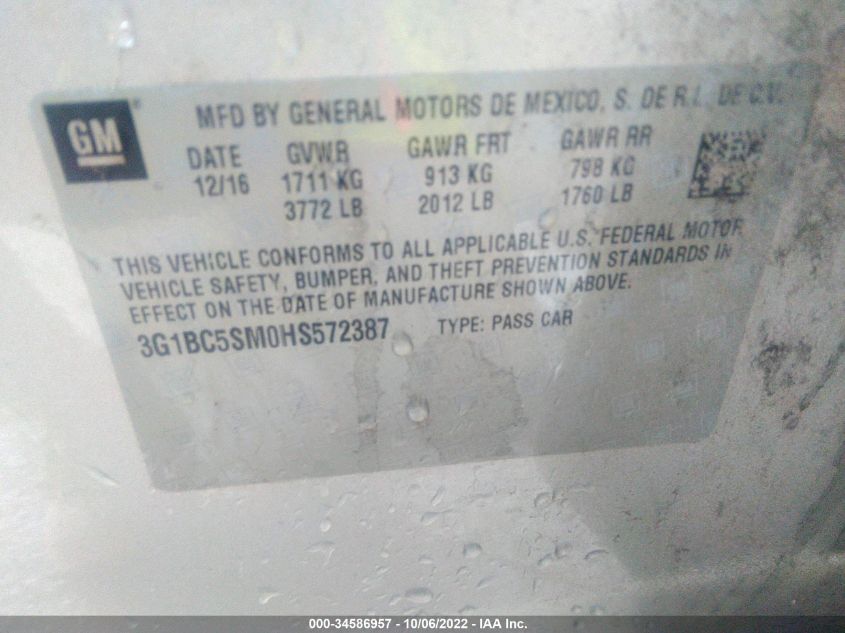 GM ®
MFD BY GENERAL MOTORS DE MEXICO, S. DE R.L. DE C.V.
DATE GVWR GAWR FRT GAWR RR
12/16 1711 KG 913 KG 798 KG
3772 LB 2012 LB 1760 LB
THIS VEHICLE CONFORMS TO ALL APPLICABLE U.S. FEDERAL MOTOR
VEHICLE SAFETY, BUMPER, AND THEFT PREVENTION STANDARDS IN
EFFECT ON THE DATE OF MANUFACTURE SHOWN ABOVE.
3G1BC5SM0HS572387 TYPE: PASS CAR
000-34586957 - 10/06/2022 - IAA Inc.